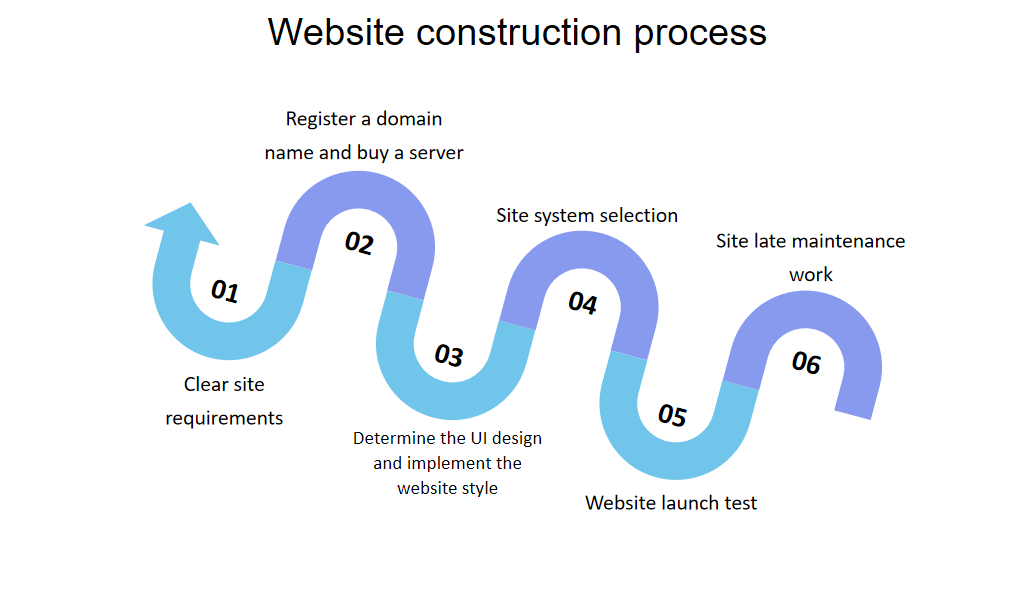 Website construction process
Register a domain
name and buy a server
Site system selection
Site late maintenance
work
01
02
03
04
05
06
Clear site
requirements
Determine the UI design
and implement the
website style
Website launch test